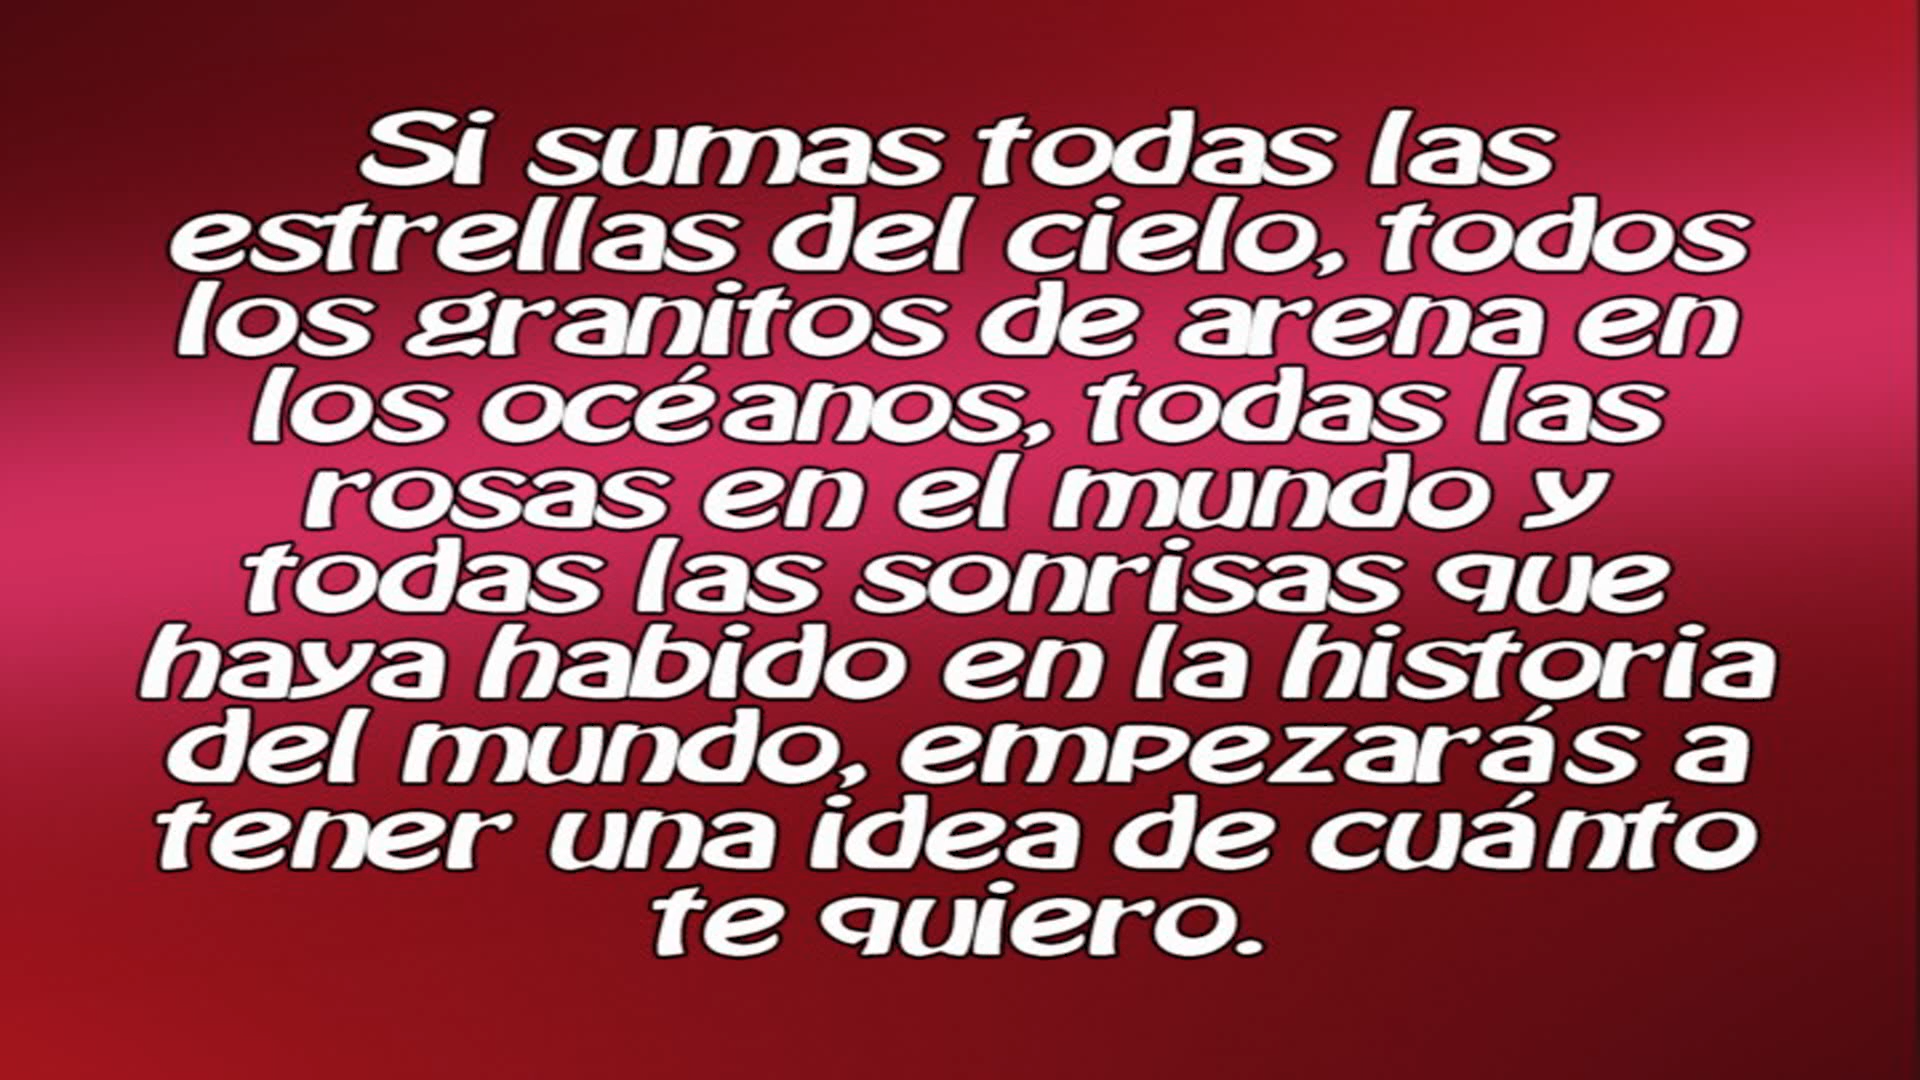 Si sumas todas las
estrellas del cielo, todos
los granitos de arena en
los océanos, todas las
rosas en el mundo y
todas las sonrisas que
haya habido en la historia
del mundo, empezarás a
tener una idea de cuánto
te quiero.